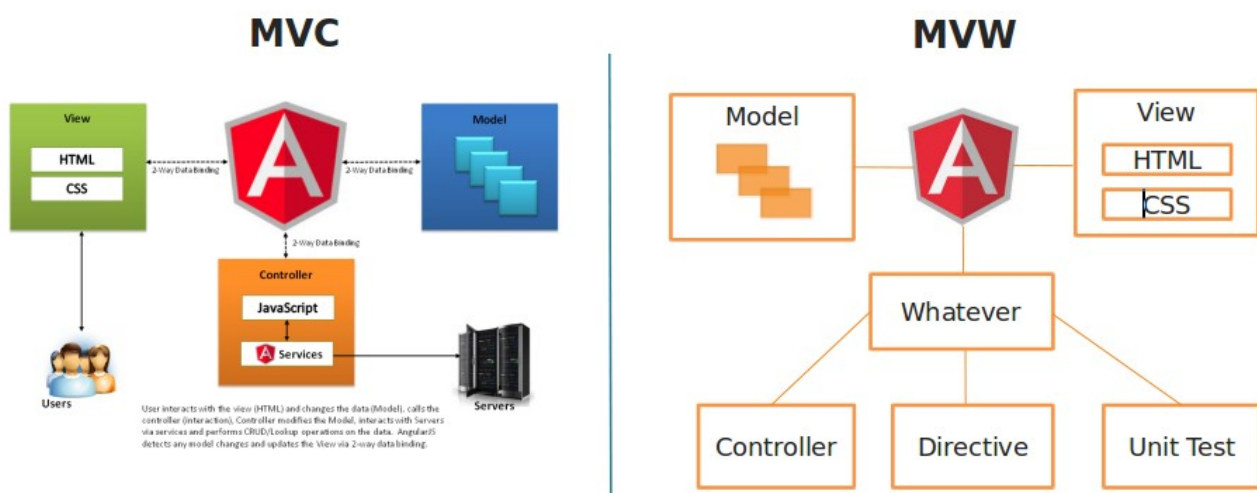 MVC
View
HTML
CSS
2-Way Data Binding
A
2-Way Data Binding
Model
2-Way Data Binding
Controller
JavaScript
A Services
Users
Servers
User interacts with the view (HTML) and changes the data (Model), calls the
controller (interaction), Controller modifies the Model, interacts with Servers
via services and performs CRUD/Lookup operations on the data. AngularJS
detects any model changes and updates the View via 2-way data binding.
MVW
Model
A
View
HTML
CSS
Whatever
Controller
Directive
Unit Test